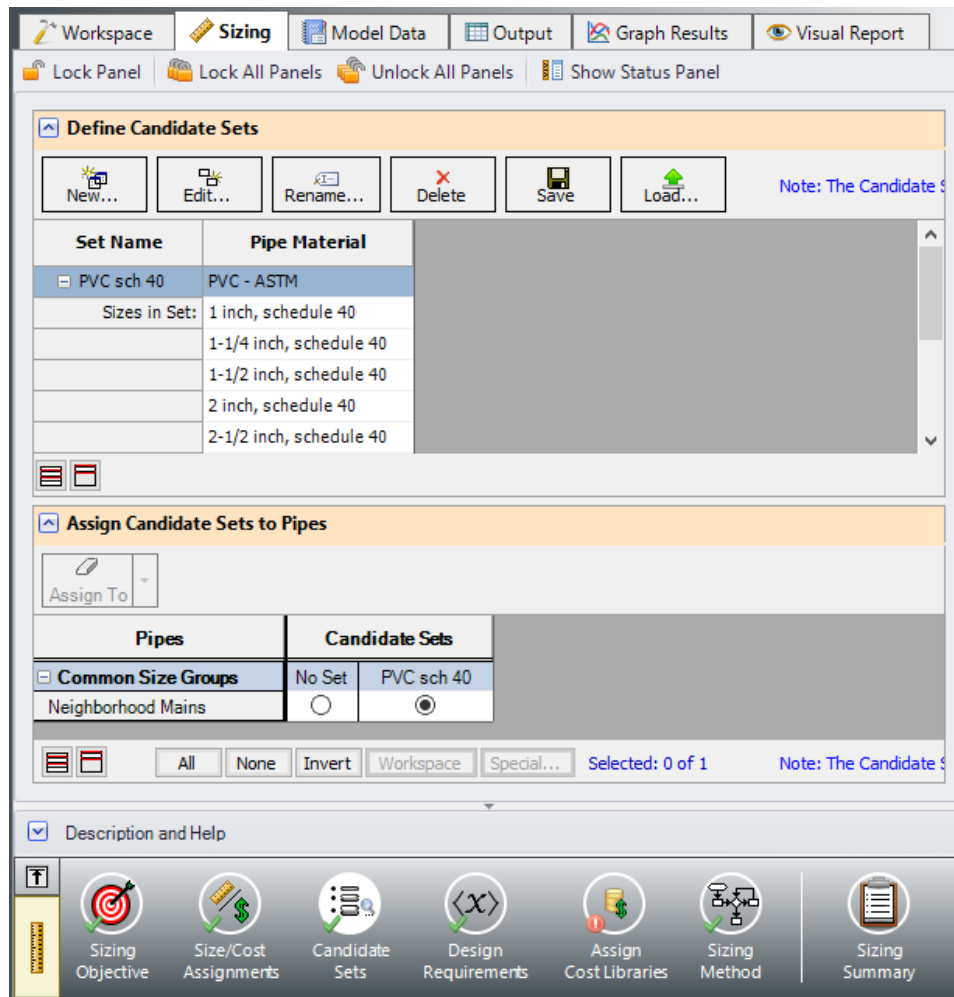 Workspace Sizing Model Data Output Graph Results Visual Report
Lock Panel Lock All Panels Unlock All Panels Show Status Panel
Define Candidate Sets
New... Edit... Rename... Delete Save Load... Note: The Candidate
Set Name Pipe Material
PVC sch 40 PVC - ASTM
Sizes in Set: 1 inch, schedule 40
1-1/4 inch, schedule 40
1-1/2 inch, schedule 40
2 inch, schedule 40
2-1/2 inch, schedule 40
Assign Candidate Sets to Pipes
Assign To
Pipes Candidate Sets
Common Size Groups No Set PVC sch 40
Neighborhood Mains
All None Invert Workspace Special... Selected: 0 of 1 Note: The Candidate
Description and Help
Sizing Objective
Size/Cost Assignments
Candidate Sets
Design Requirements
Assign Cost Libraries
Sizing Method
Sizing Summary